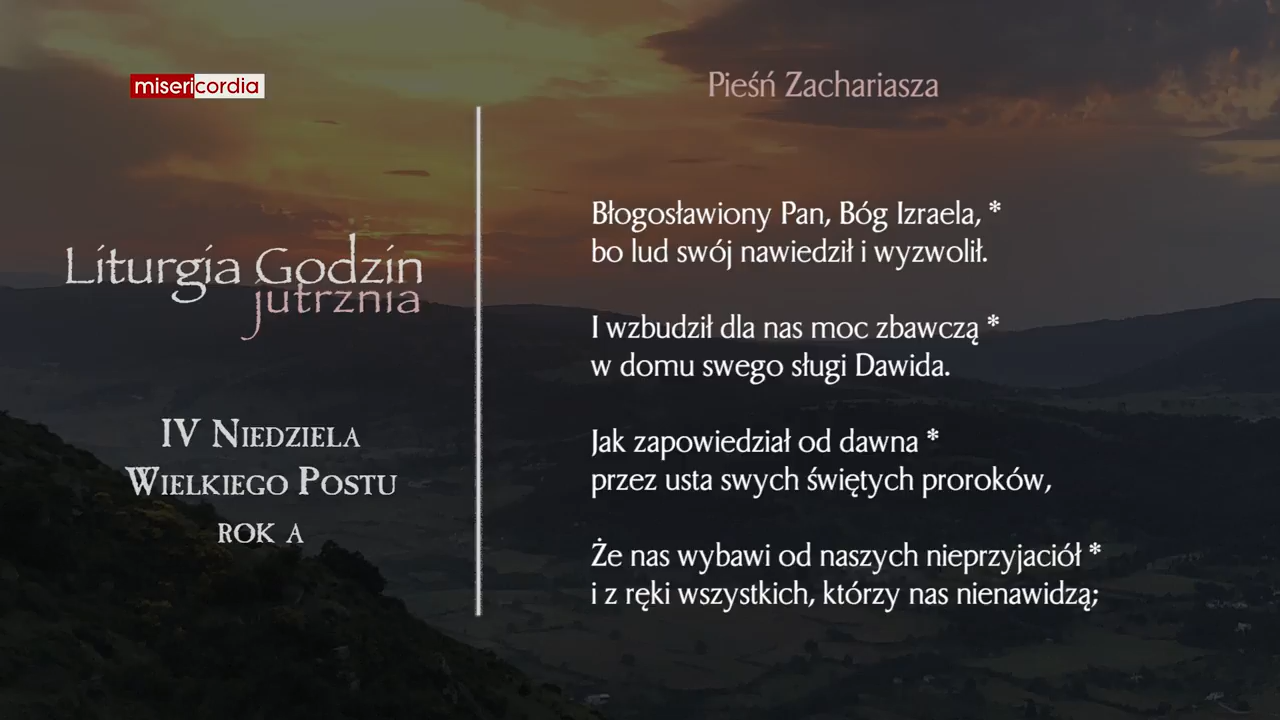 misericordia
Liturgia Godzin
jutrznia
IV Niedziela
Wielkiego Postu
rok a
Pieśń Zachariasza
Błogosławiony Pan, Bóg Izraela, *
bo lud swój nawiedził i wyzwolił.
I wzbudził dla nas moc zbawczą *
w domu swego sługi Dawida.
Jak zapowiedział od dawna *
przez usta swych świętych proroków,
Że nas wybawi od naszych nieprzyjaciół *
i z ręki wszystkich, którzy nas nienawidzą;